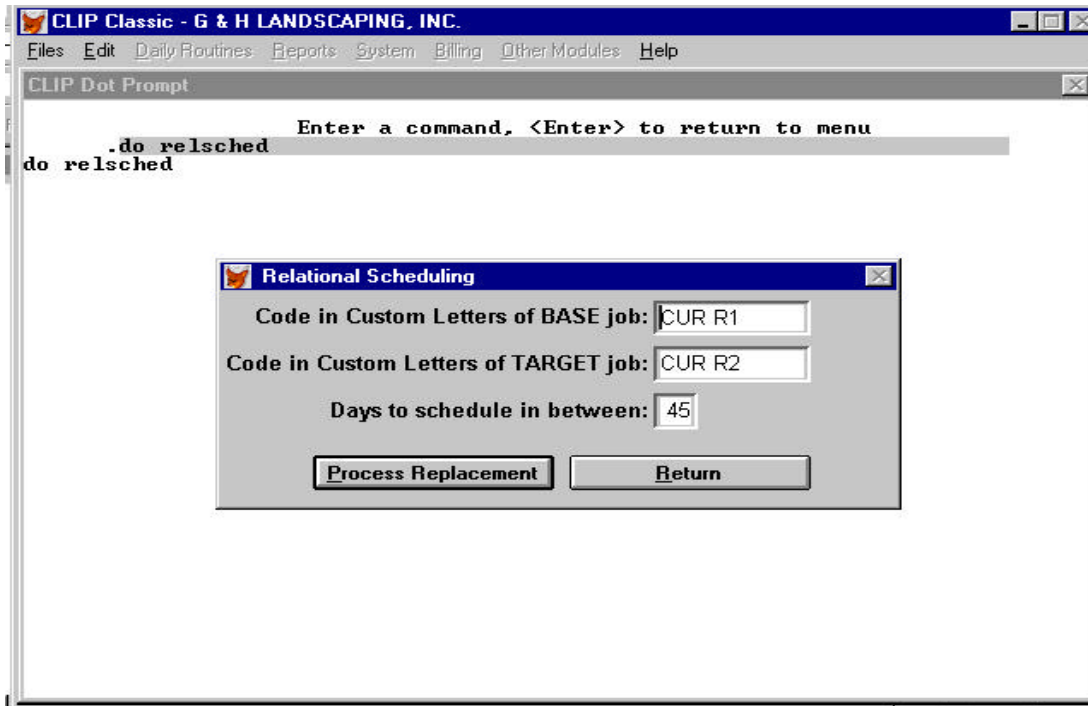 CLIP Classic - G & H LANDSCAPING, INC.
Files Edit Daily Routines Reports System Billing Other Modules Help
CLIP Dot Prompt
Enter a command, <Enter> to return to menu
.do relsched
do relsched
Relational Scheduling
Code in Custom Letters of BASE job: CUR R1
Code in Custom Letters of TARGET job: CUR R2
Days to schedule in between: 45
Process Replacement Return